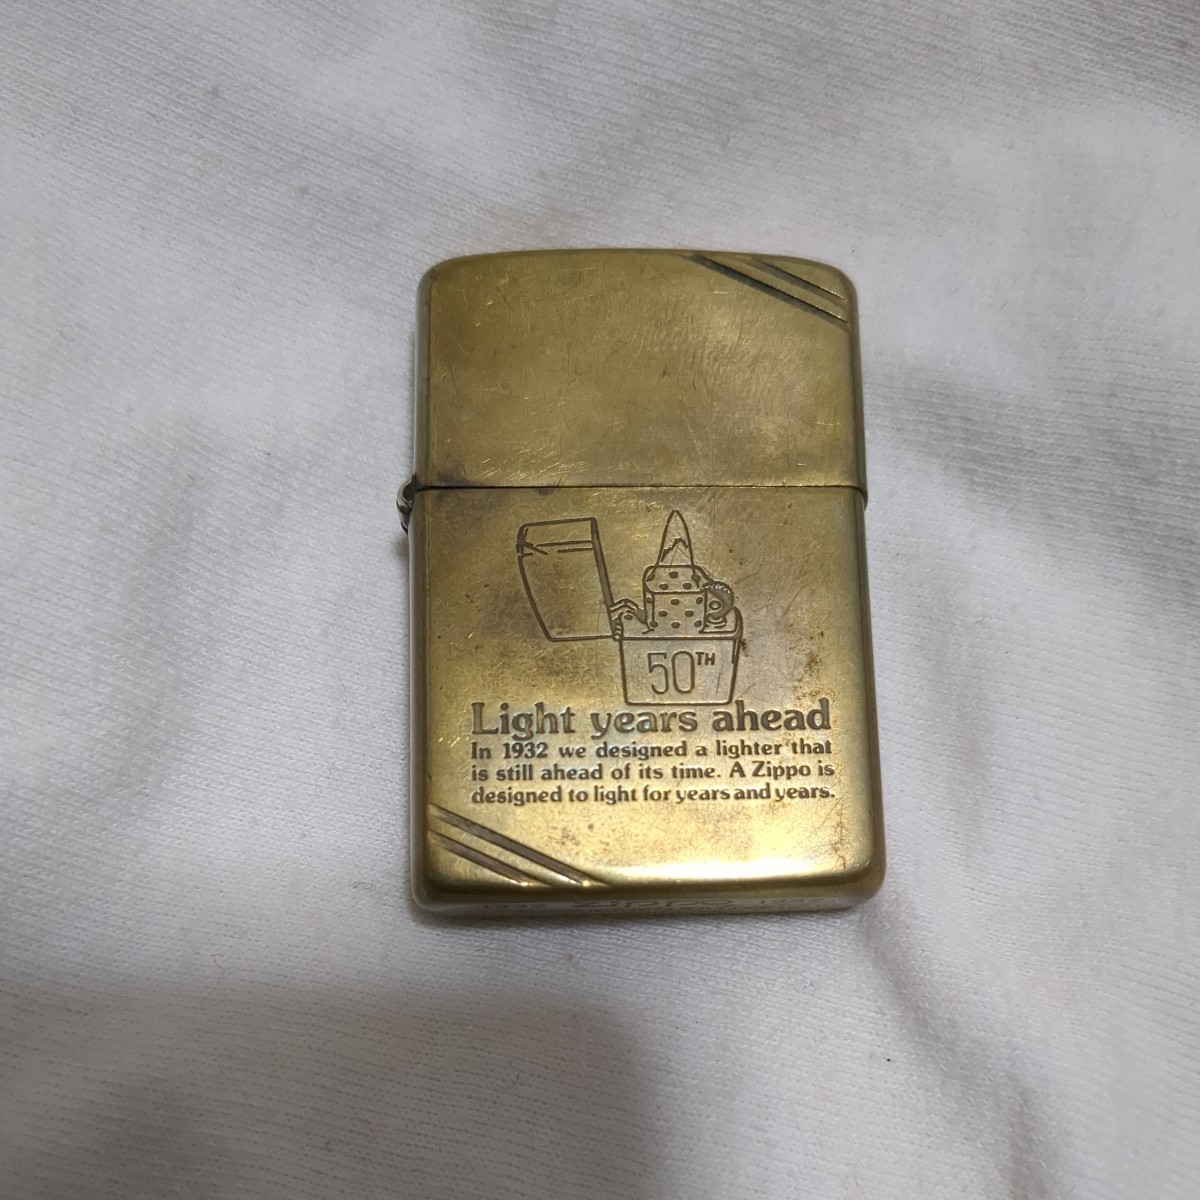 50TH
Light years ahead
In 1932 we designed a lighter that
is still ahead of its time. A Zippo is
designed to light for years and years.
Zippo